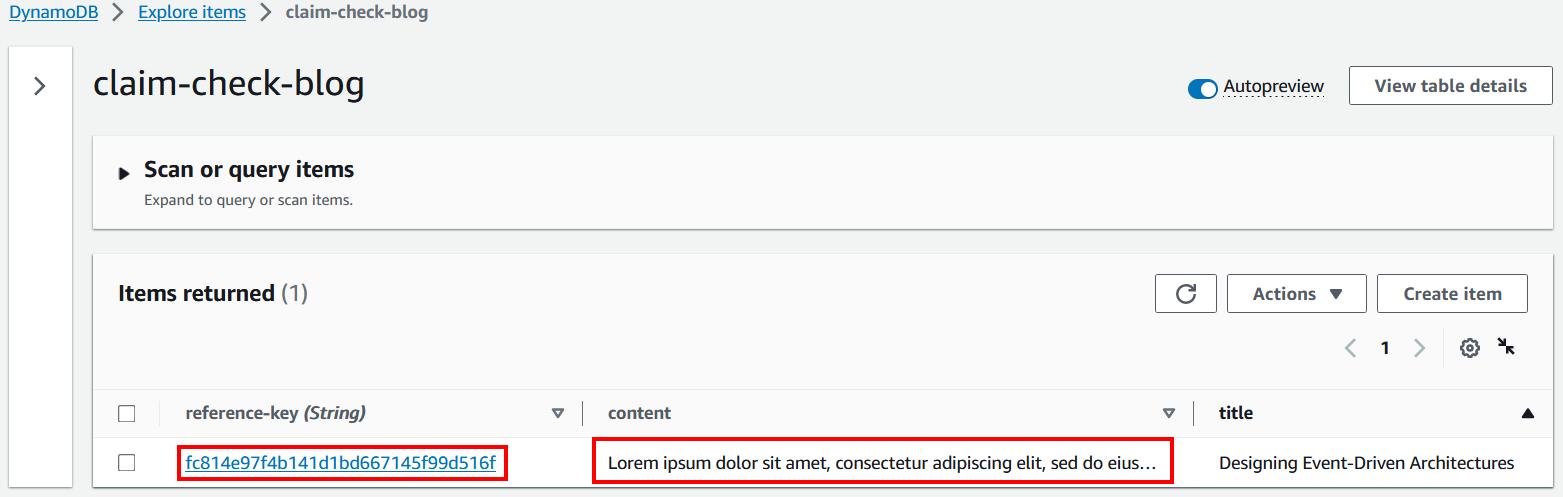 DynamoDB > Explore items > claim-check-blog
claim-check-blog
Autopreview
View table details
Scan or query items
Expand to query or scan items.
Items returned (1)
Actions
Create item
1
reference-key (String) content title
fc814e97f4b141d1bd667145f99d516f Lorem ipsum dolor sit amet, consectetur adipiscing elit, sed do eius... Designing Event-Driven Architectures